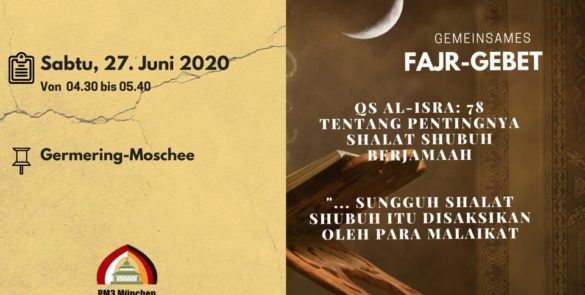 Sabtu, 27. Juni 2020
Von 04.30 bis 05.40
Germering-Moschee
PM3 München
GEMEINSAMES
FAJR-GEBET
QS AL-ISRA: 78
TENTANG PENTINGNYA
SHALAT SHUBUH
BERJAMAAH
"... SUNGGUH SHALAT
SHUBUH ITU DISAKSIKAN
OLEH PARA MALAIKAT